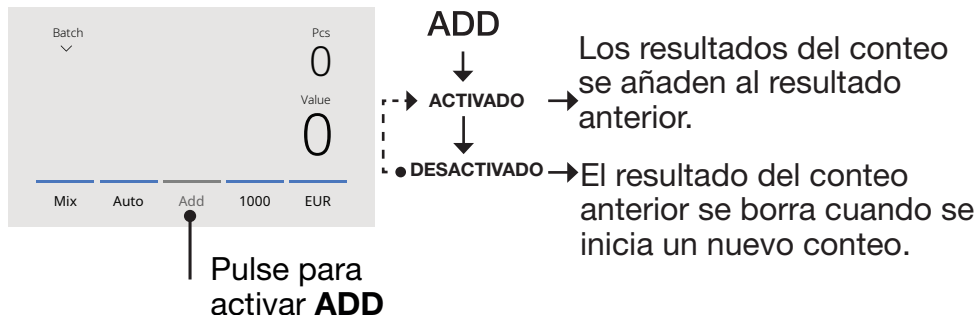 Batch
Pcs
0
Value
0
Mix
Auto
Add
1000
EUR
Pulse para
activar ADD
ADD
ACTIVADO
Los resultados del conteo
se añaden al resultado
anterior.
DESACTIVADO
El resultado del conteo
anterior se borra cuando se
inicia un nuevo conteo.